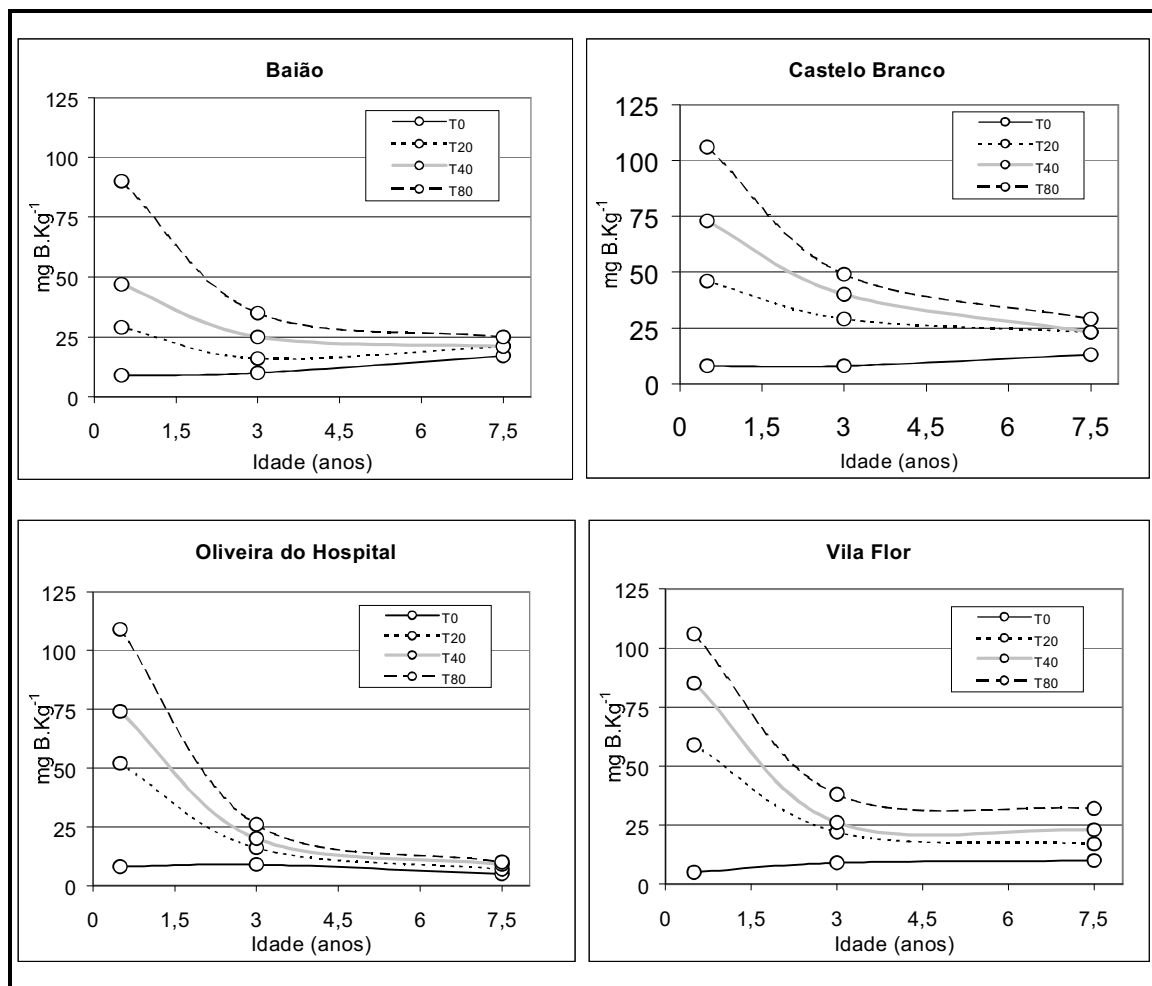 Baião
125
100
75
50
25
0
mg B.Kg-1
T0
T20
T40
T80
0 1,5 3 4,5 6 7,5
Idade (anos)
Castelo Branco
125
100
75
50
25
0
mg B.Kg-1
T0
T20
T40
T80
0 1,5 3 4,5 6 7,5
Idade (anos)
Oliveira do Hospital
125
100
75
50
25
0
mg B.Kg-1
T0
T20
T40
T80
0 1,5 3 4,5 6 7,5
Idade (anos)
Vila Flor
125
100
75
50
25
0
mg B.Kg-1
T0
T20
T40
T80
0 1,5 3 4,5 6 7,5
Idade (anos)